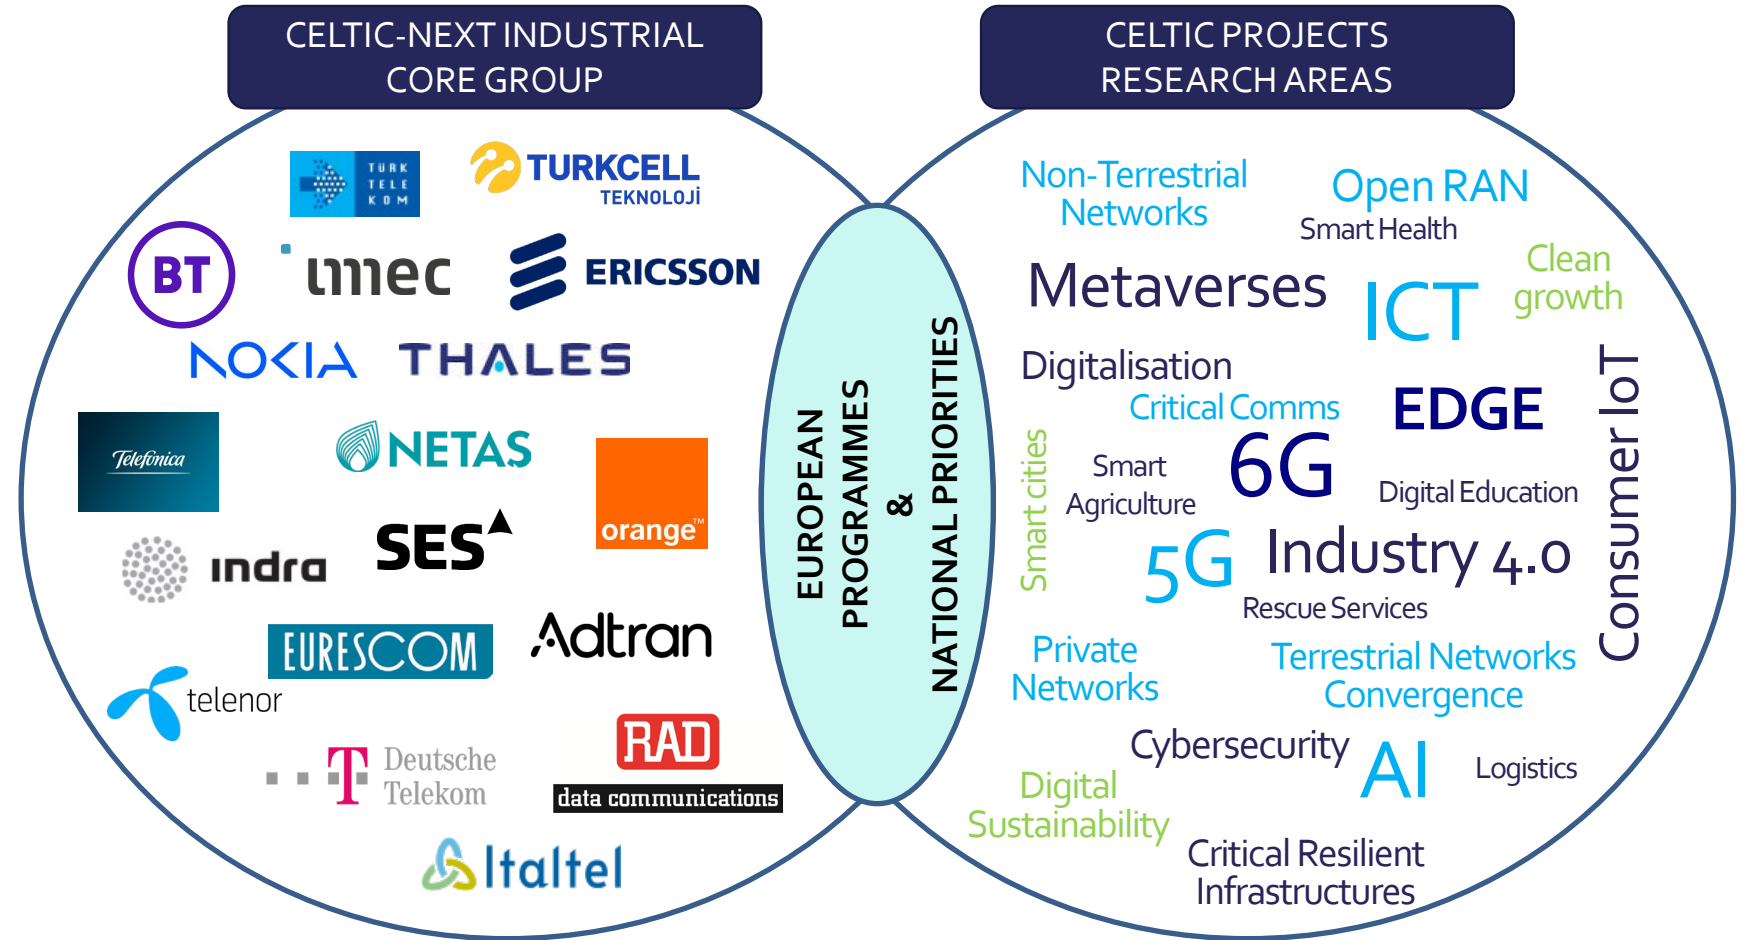 CELTIC-NEXT INDUSTRIAL
CORE GROUP
TÜRK
TELE
KOM
TURKCELL
TEKNOLOJİ
BT
imec
ERICSSON
NOKIA
THALES
Telefónica
NETAS
orange™
SES
indra
EURESCOM
Adtran
telenor
Deutsche
Telekom
T
RAD
data communications
Italtel
EUROPEAN
PROGRAMMES
&
NATIONAL PRIORITIES
CELTIC PROJECTS
RESEARCH AREAS
Non-Terrestrial
Networks
Open RAN
Smart Health
Metaverses
ICT
Clean
growth
Digitalisation
Critical Comms
EDGE
Consumer IoT
Smart cities
Smart
Agriculture
6G
Digital Education
5G
Industry 4.0
Rescue Services
Private
Networks
Terrestrial Networks
Convergence
Cybersecurity
AI
Logistics
Digital
Sustainability
Critical Resilient
Infrastructures